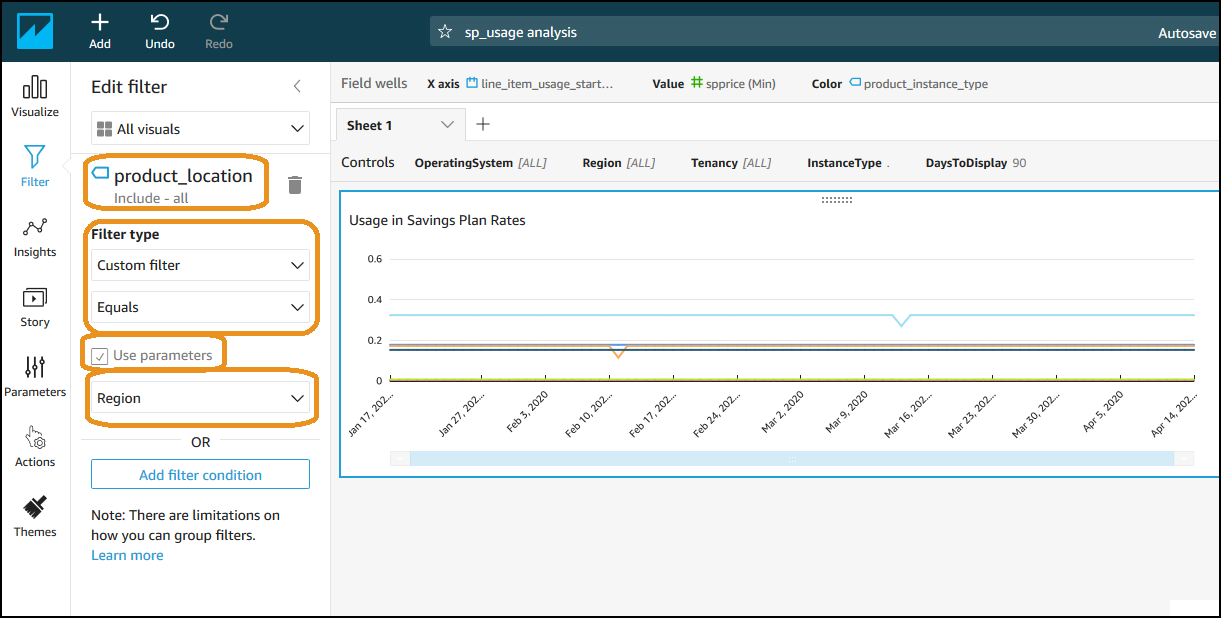 Add
Undo
Redo
sp_usage analysis
Autosave
Visualize
Filter
Insights
Story
Parameters
Actions
Themes
Edit filter
All visuals
product_location
Include - all
Filter type
Custom filter
Equals
Use parameters
Region
OR
Add filter condition
Note: There are limitations on
how you can group filters.
Learn more
Field wells X axis line_item_usage_start... Value spprice (Min) Color product_instance_type
Sheet 1
Controls OperatingSystem [ALL] Region [ALL] Tenancy [ALL] InstanceType . DaysToDisplay 90
Usage in Savings Plan Rates
0.6
0.4
0.2
0
Jan 17, 202...
Jan 27, 202...
Feb 3, 2020
Feb 10, 202...
Feb 17, 202...
Feb 24, 202...
Mar 2, 2020
Mar 9, 2020
Mar 16, 202...
Mar 23, 202...
Mar 30, 202...
Apr 5, 2020
Apr 14, 202...